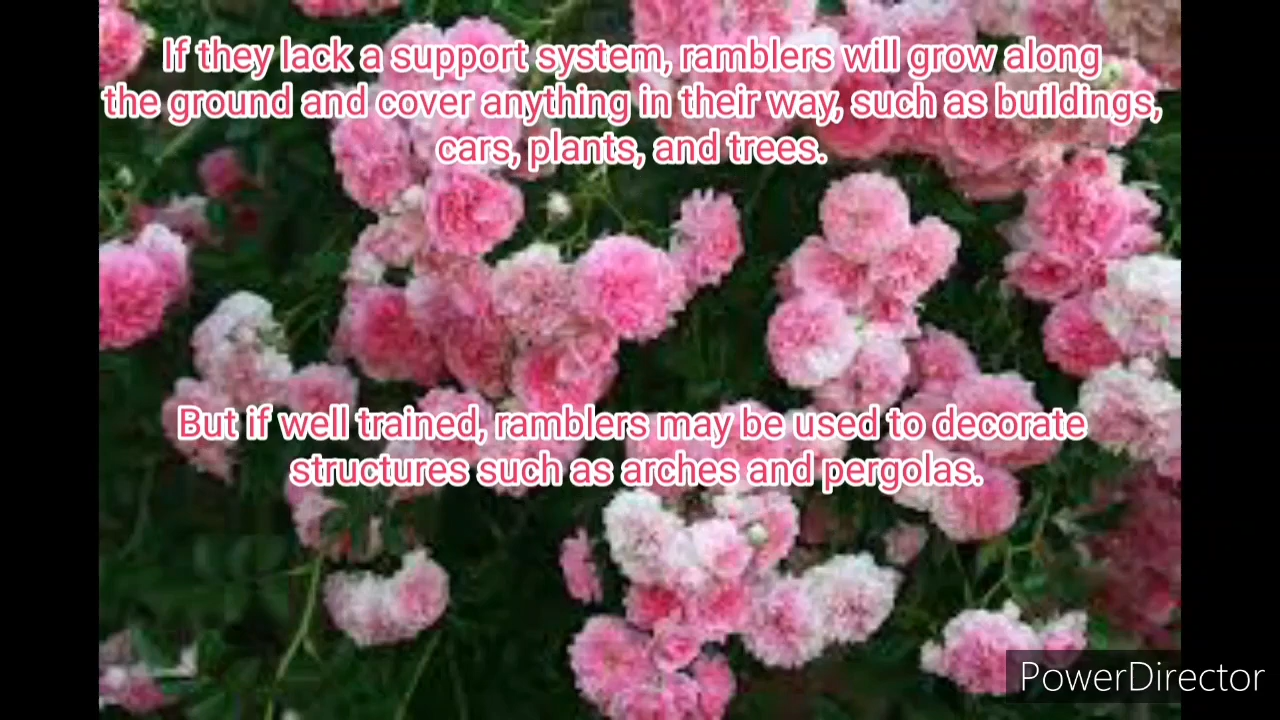 If they lack a support system, ramblers will grow along
the ground and cover anything in their way, such as buildings,
cars, plants, and trees.
But if well trained, ramblers may be used to decorate
structures such as arches and pergolas.
PowerDirector